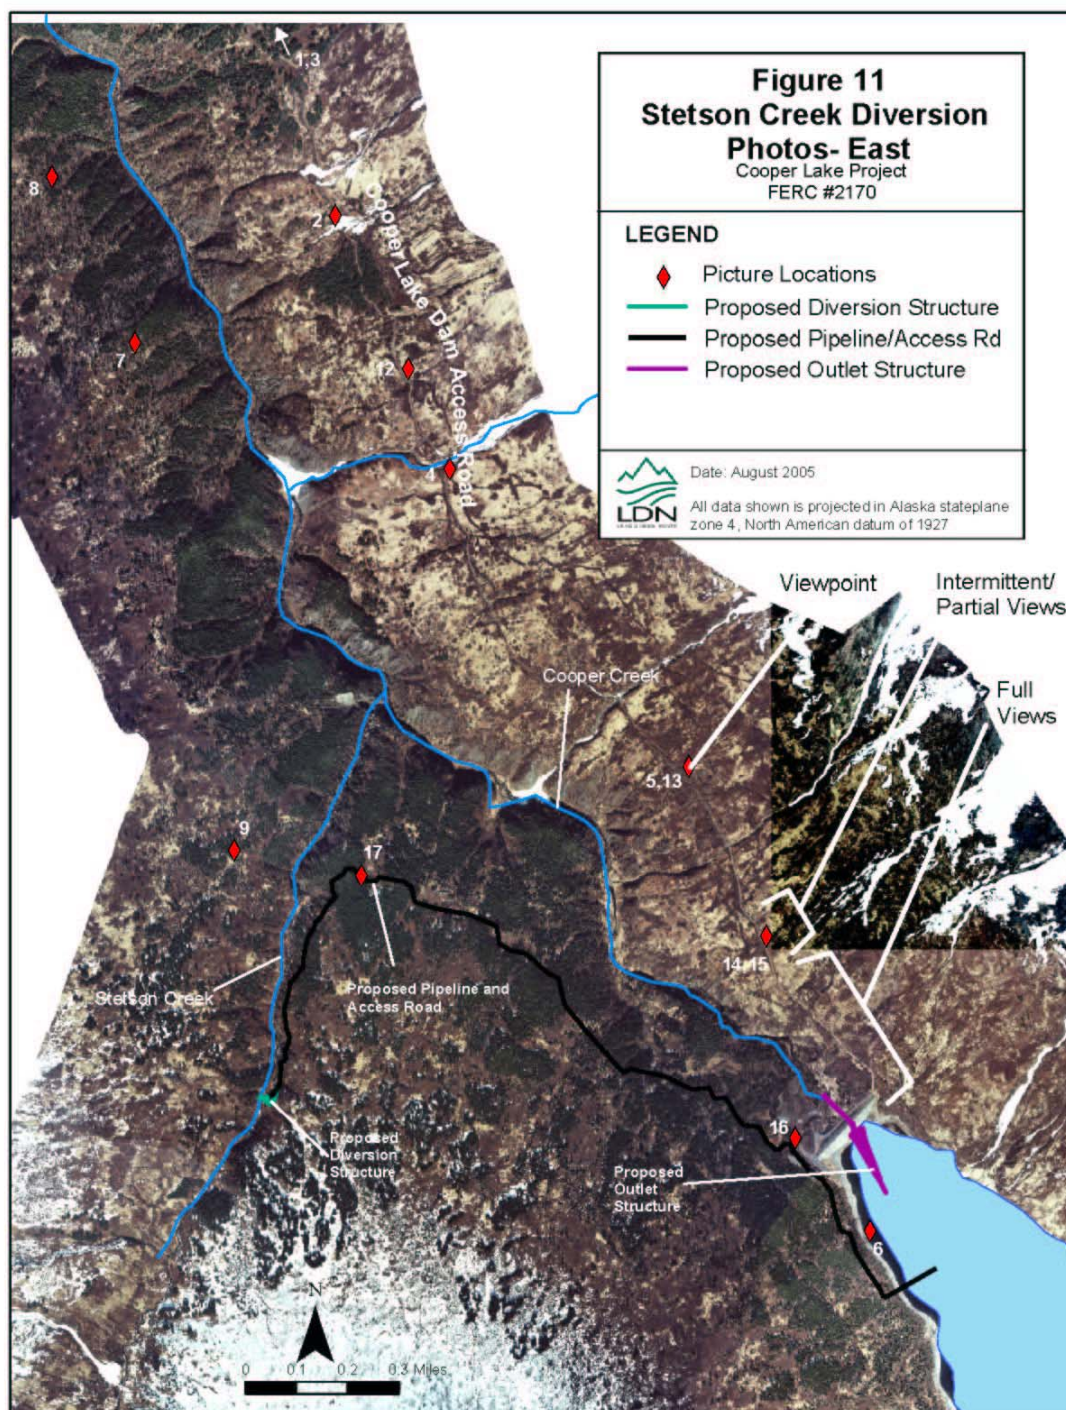 Figure 11
Stetson Creek Diversion
Photos- East
Cooper Lake Project
FERC #2170
LEGEND
Picture Locations
Proposed Diversion Structure
Proposed Pipeline/Access Rd
Proposed Outlet Structure
LDN
Date: August 2005
All data shown is projected in Alaska stateplane
zone 4, North American datum of 1927
1,3
8
2
Cooper Lake Dam Access Road
7
12
4
Viewpoint
Intermittent/
Partial Views
Full
Views
Cooper Creek
5,13
9
17
14,15
Stetson Creek
Proposed Pipeline and
Access Road
16
Proposed
Diversion
Structure
Proposed
Outlet
Structure
6
N
0 0.1 0.2 0.3 Miles